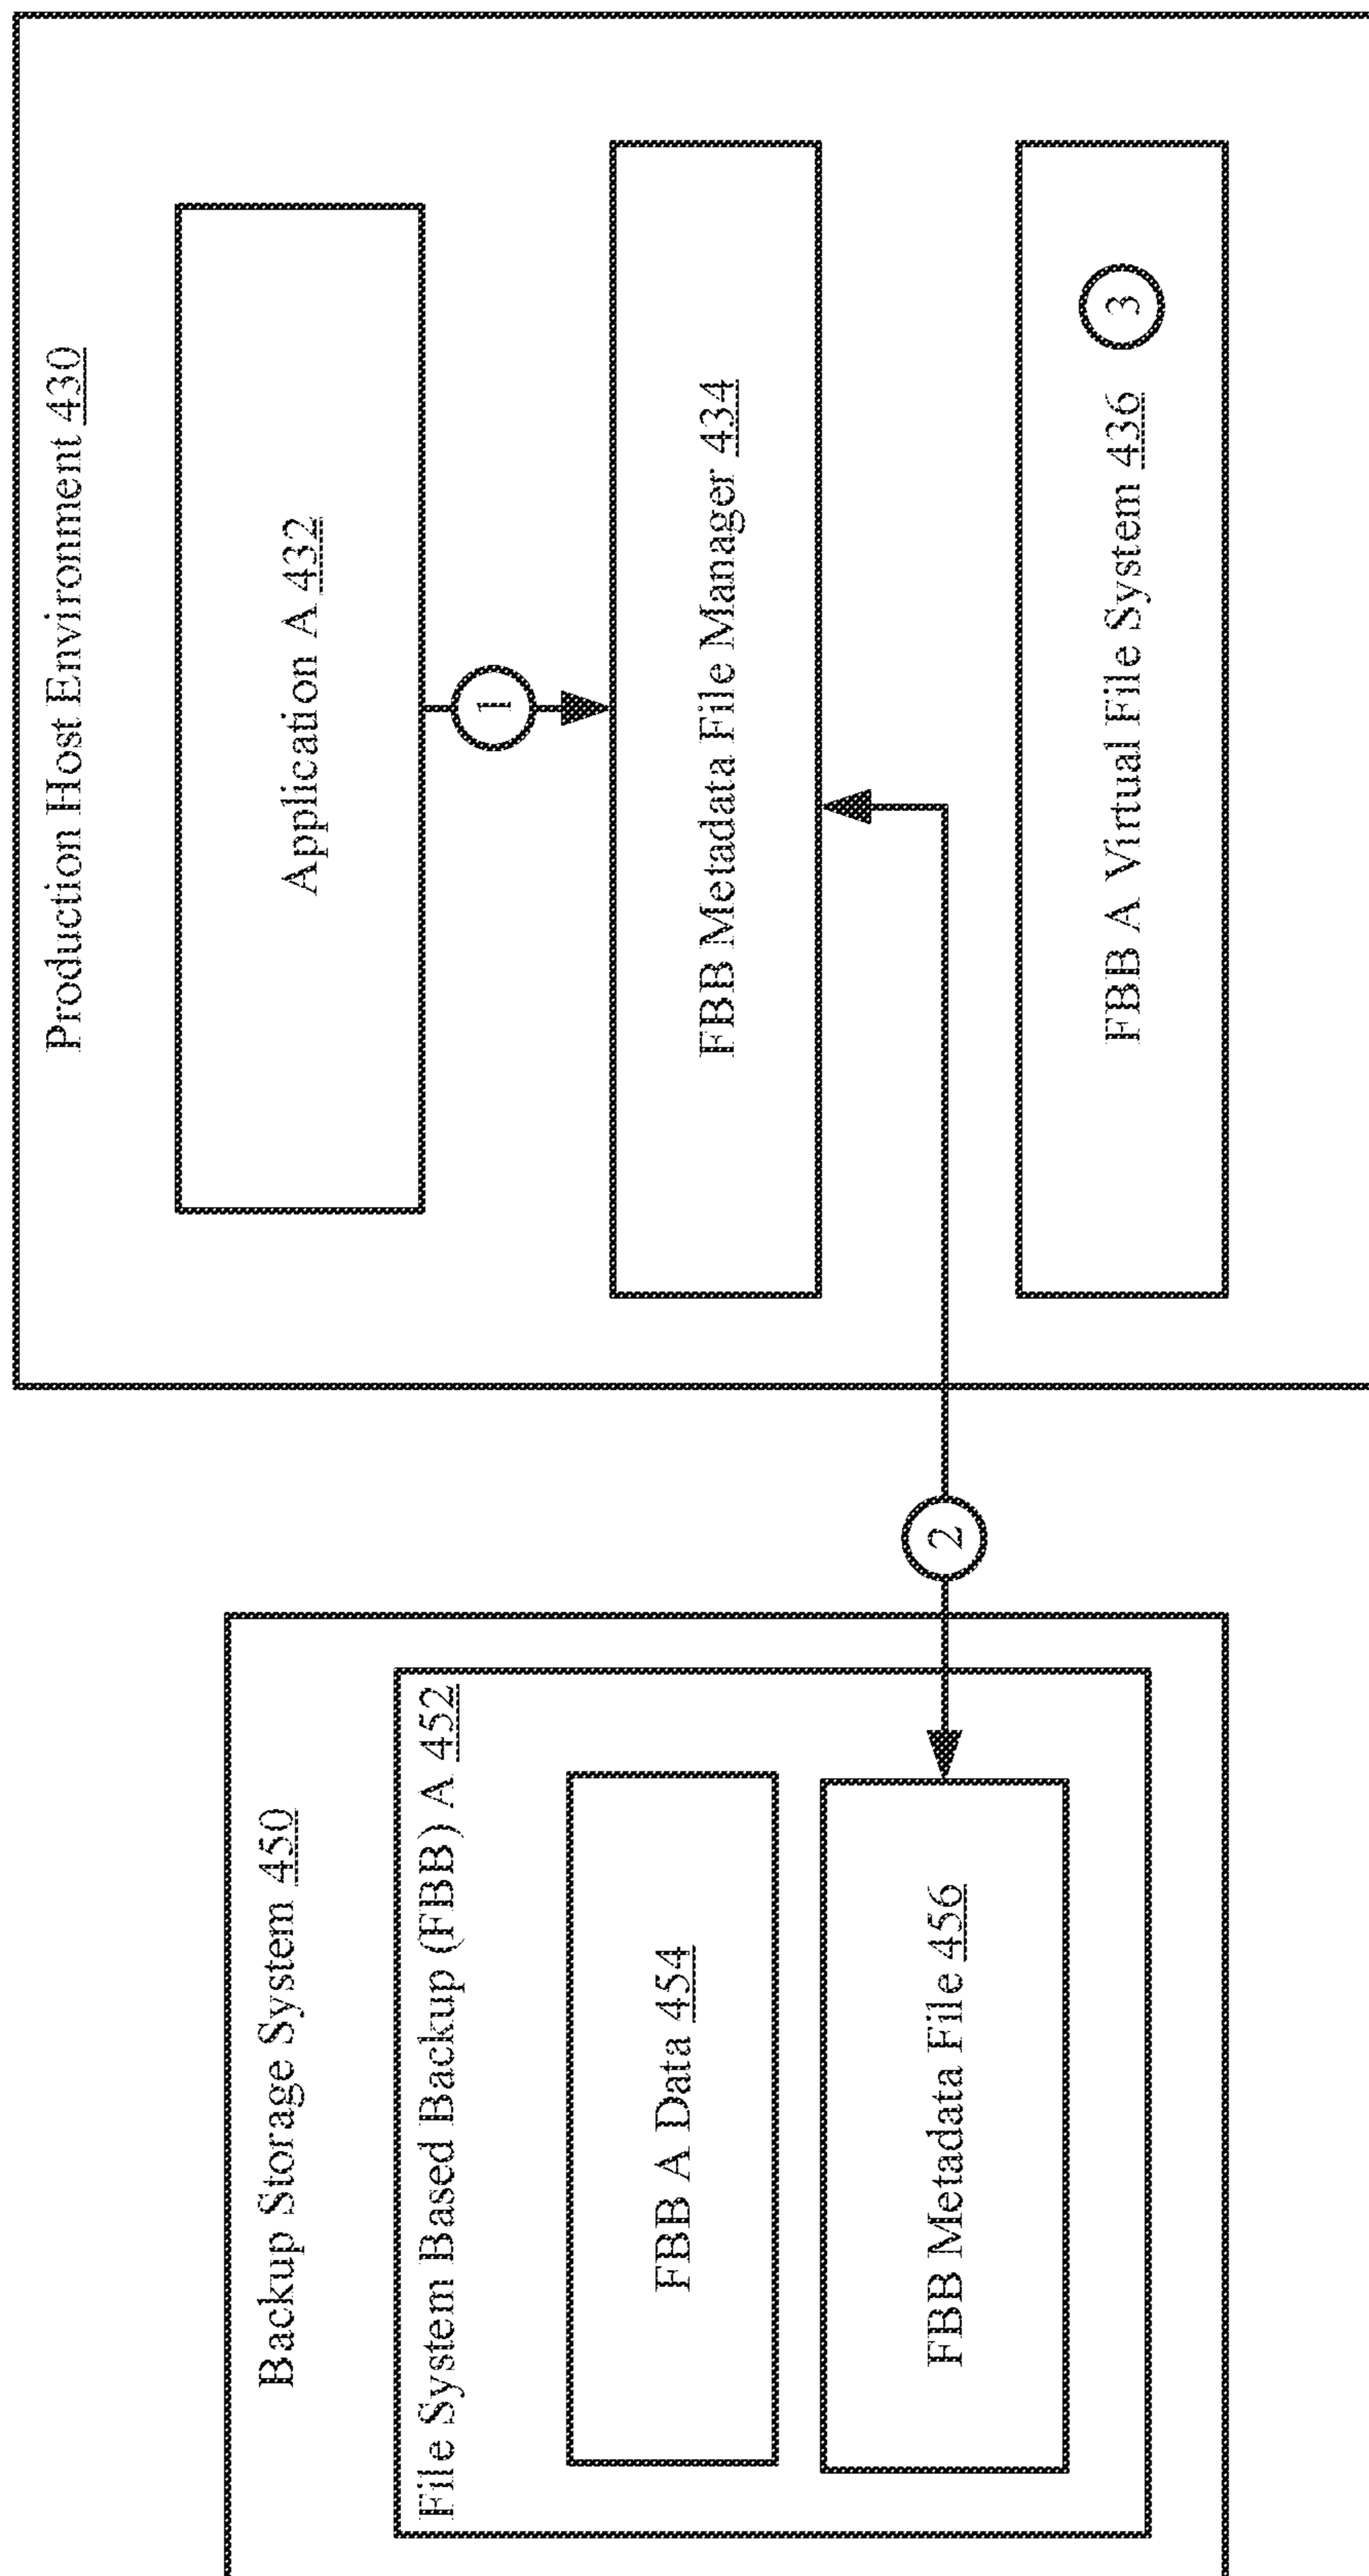 Production Host Environment 430
Application A 432
1
FBB Metadata File Manager 434
FBB A Virtual File System 436
3
2
Backup Storage System 450
File System Based Backup (FBB) A 452
FBB A Data 454
FBB Metadata File 456